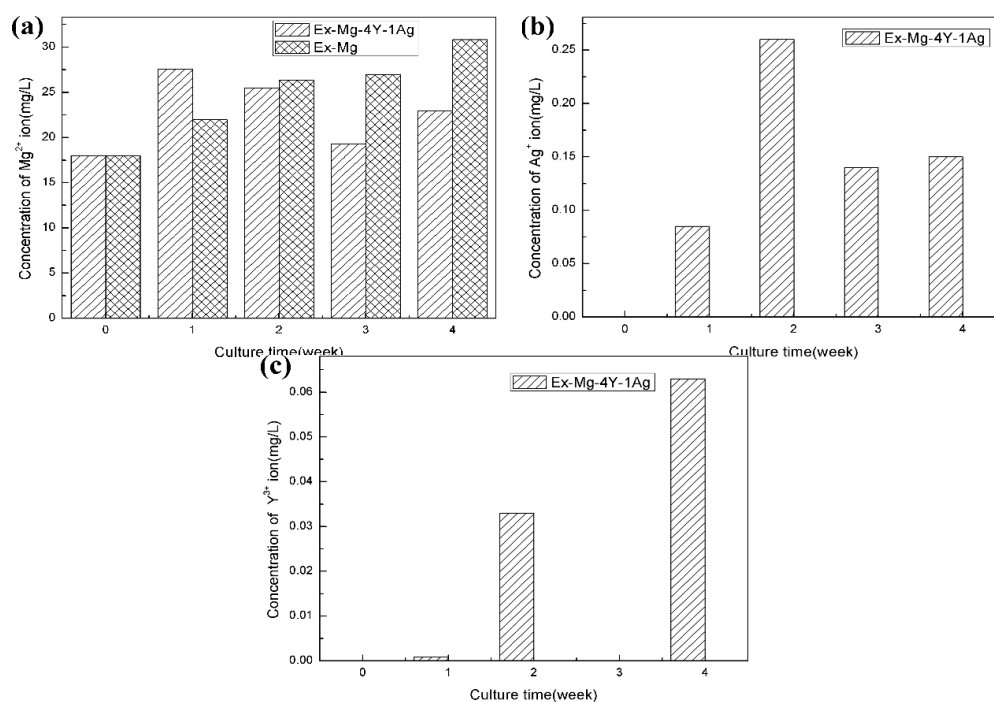 (a)
Ex-Mg-4Y-1Ag
Ex-Mg
Concentration of Mg²⁺ ion(mg/L)
30
25
20
15
10
5
0
0 1 2 3 4
Culture time(week)
(b)
Ex-Mg-4Y-1Ag
Concentration of Ag⁺ ion(mg/L)
0.25
0.20
0.15
0.10
0.05
0.00
0 1 2 3 4
Culture time(week)
(c)
Ex-Mg-4Y-1Ag
Concentration of Y³⁺ ion(mg/L)
0.06
0.05
0.04
0.03
0.02
0.01
0.00
0 1 2 3 4
Culture time(week)